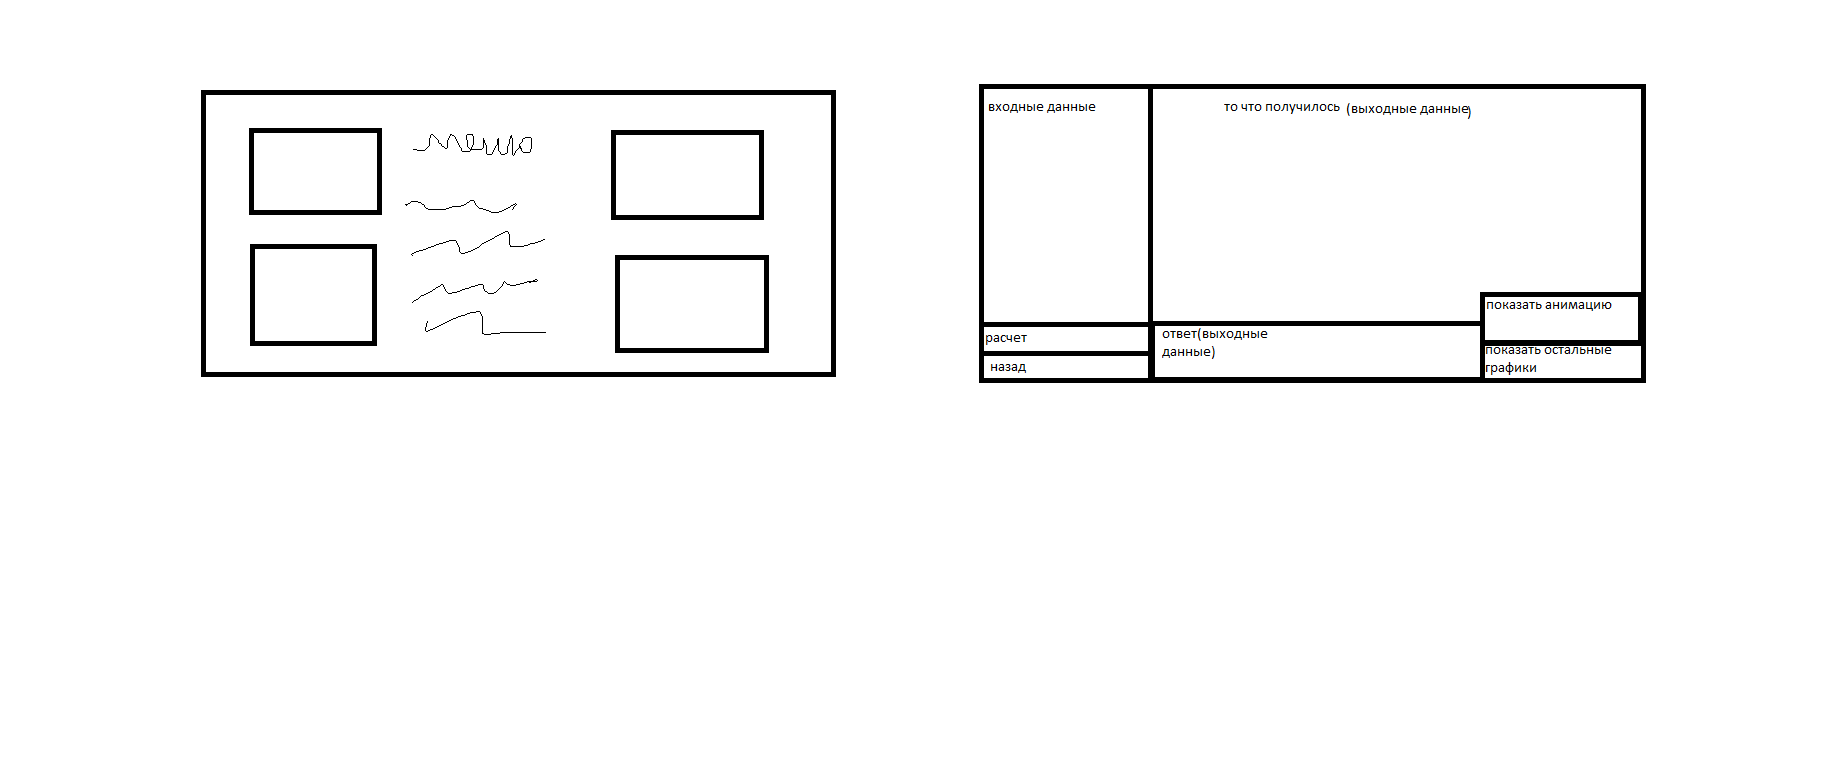 меню
входные данные
то что получилось (выходные данные)
показать анимацию
расчет
ответ(выходные
данные)
показать остальные
графики
назад